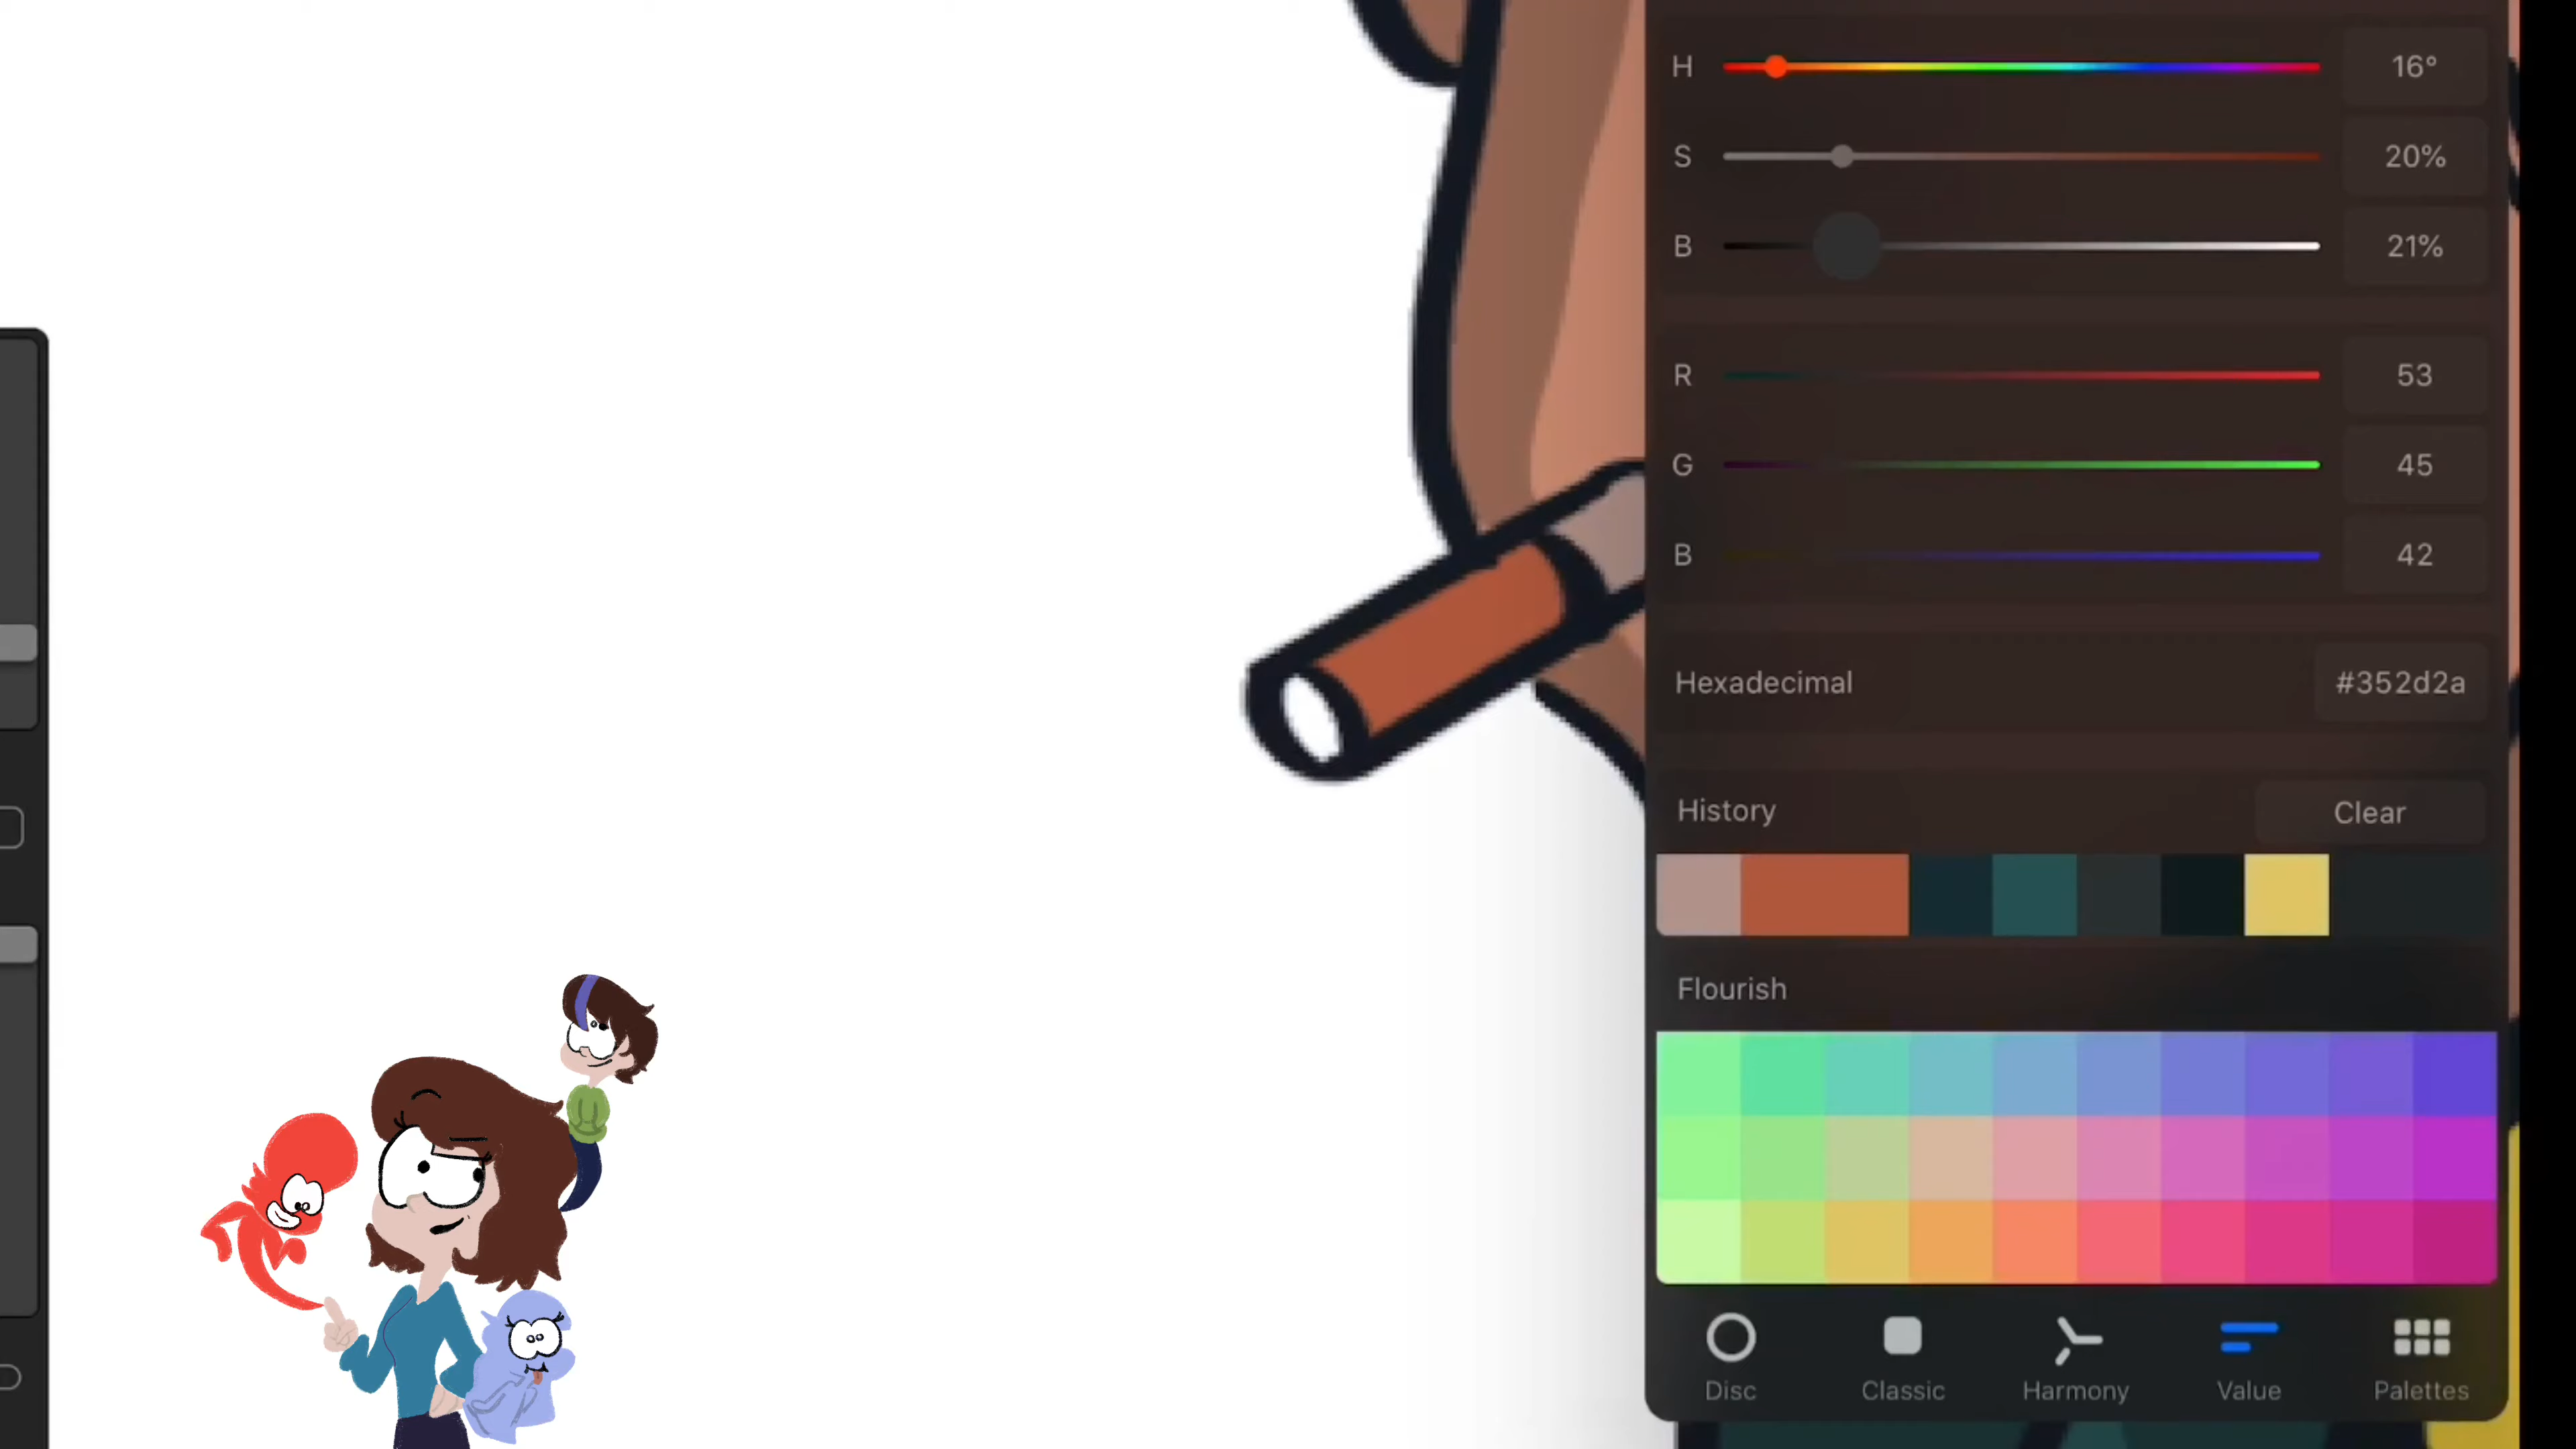 H 16°
S 20%
B 21%
R 53
G 45
B 42
Hexadecimal #352d2a
History Clear
Flourish
Disc Classic Harmony Value Palettes